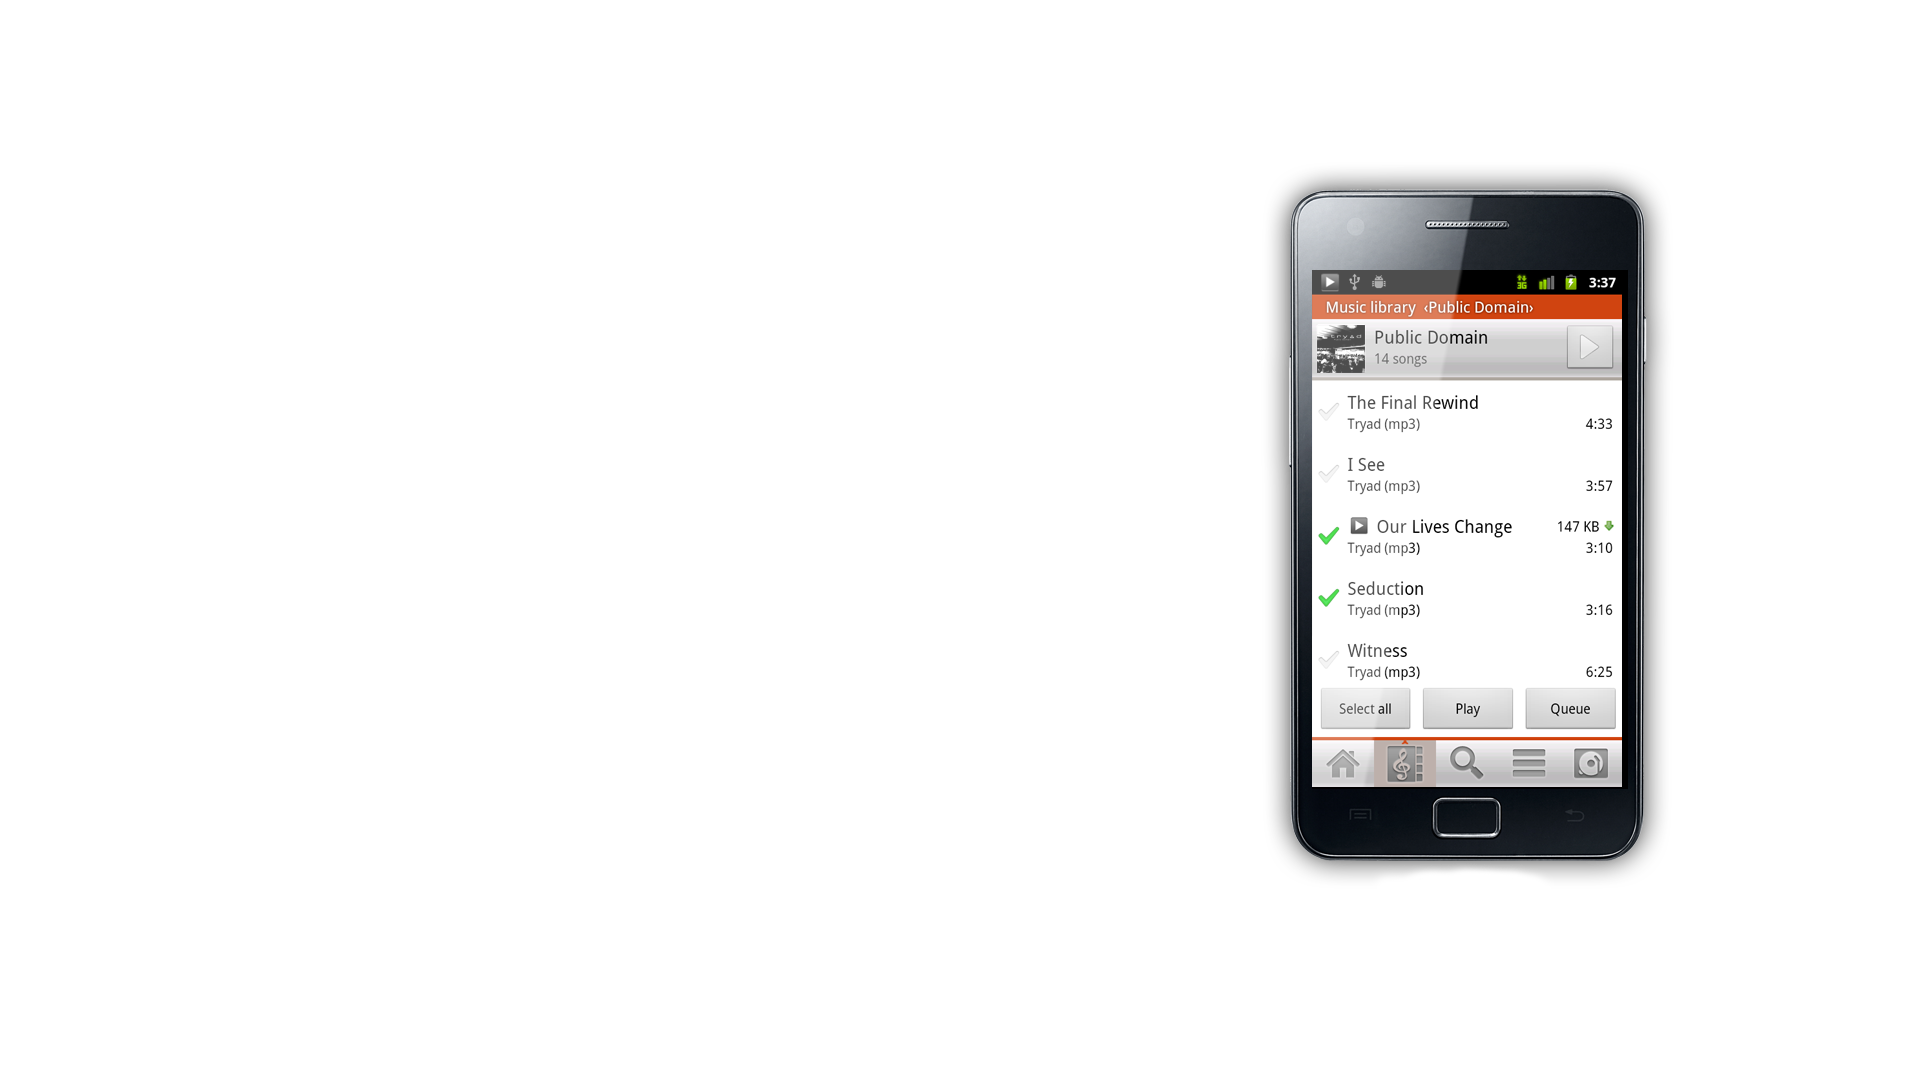 3G 3:37
Music library ‹Public Domain›
Public Domain
14 songs
The Final Rewind
Tryad (mp3) 4:33
I See
Tryad (mp3) 3:57
Our Lives Change 147 KB
Tryad (mp3) 3:10
Seduction
Tryad (mp3) 3:16
Witness
Tryad (mp3) 6:25
Select all Play Queue